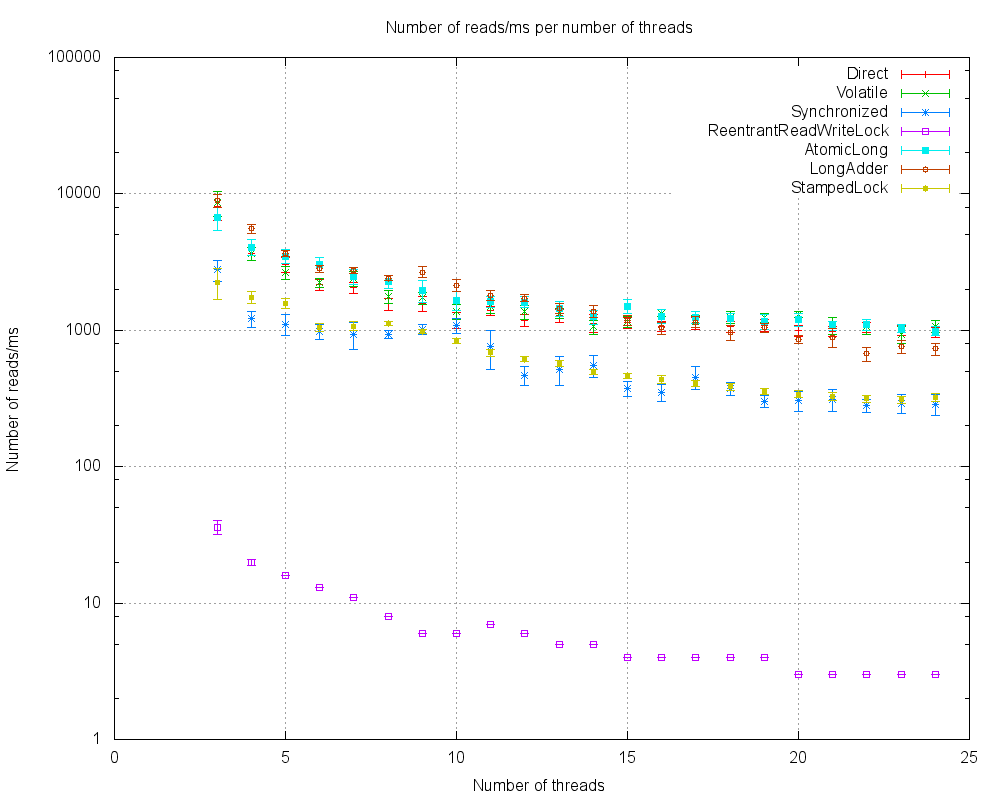 Number of reads/ms per number of threads
100000
10000
1000
100
10
1
Number of reads/ms
Direct
Volatile
Synchronized
ReentrantReadWriteLock
AtomicLong
LongAdder
StampedLock
0 5 10 15 20 25
Number of threads